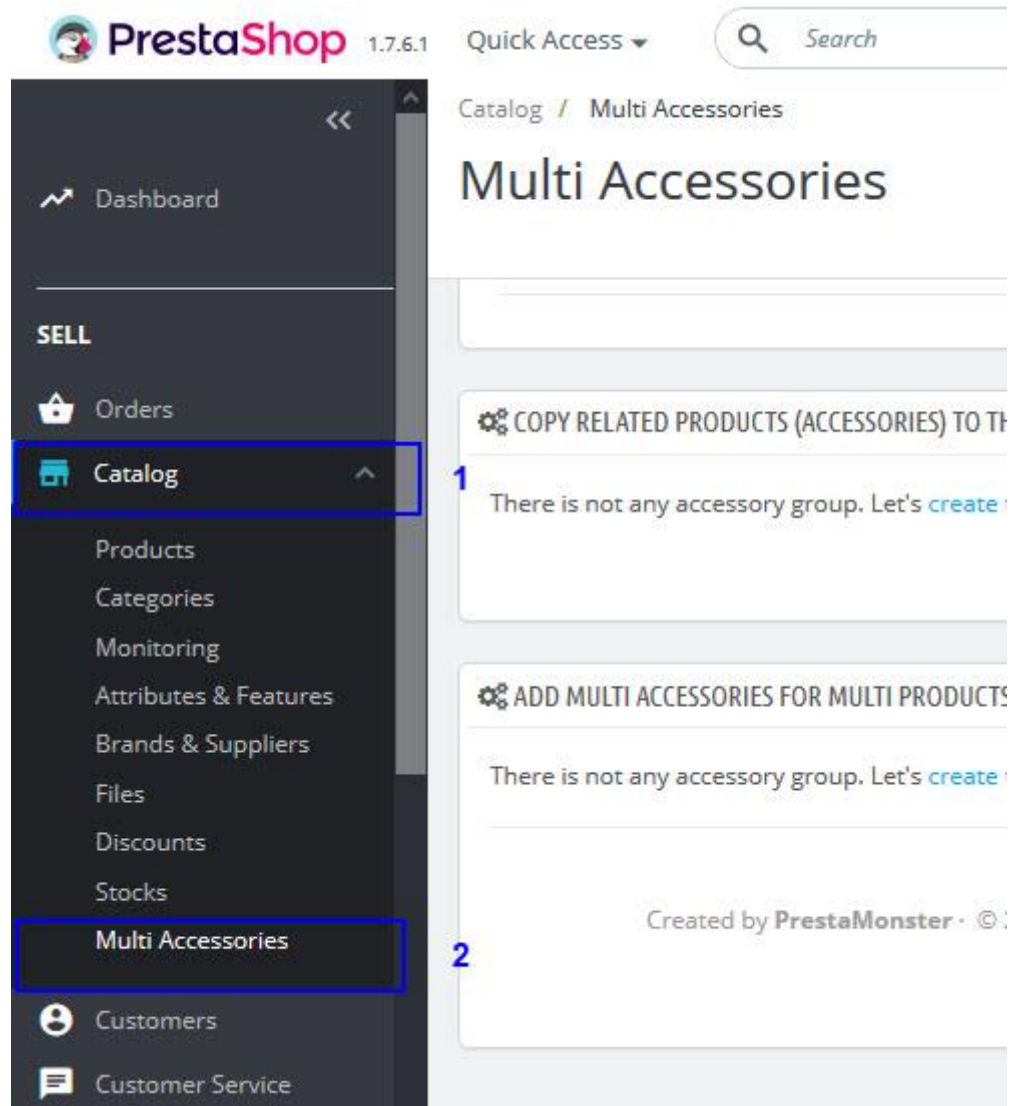 PrestaShop 1.7.6.1 Quick Access Search
Catalog / Multi Accessories
Multi Accessories
Dashboard
SELL
Orders
Catalog
1
Products
Categories
Monitoring
Attributes & Features
Brands & Suppliers
Files
Discounts
Stocks
Multi Accessories
2
Customers
Customer Service
COPY RELATED PRODUCTS (ACCESSORIES) TO
There is not any accessory group. Let's create
ADD MULTI ACCESSORIES FOR MULTI PRODUCTS
There is not any accessory group. Let's create
Created by PrestaMonster · ©